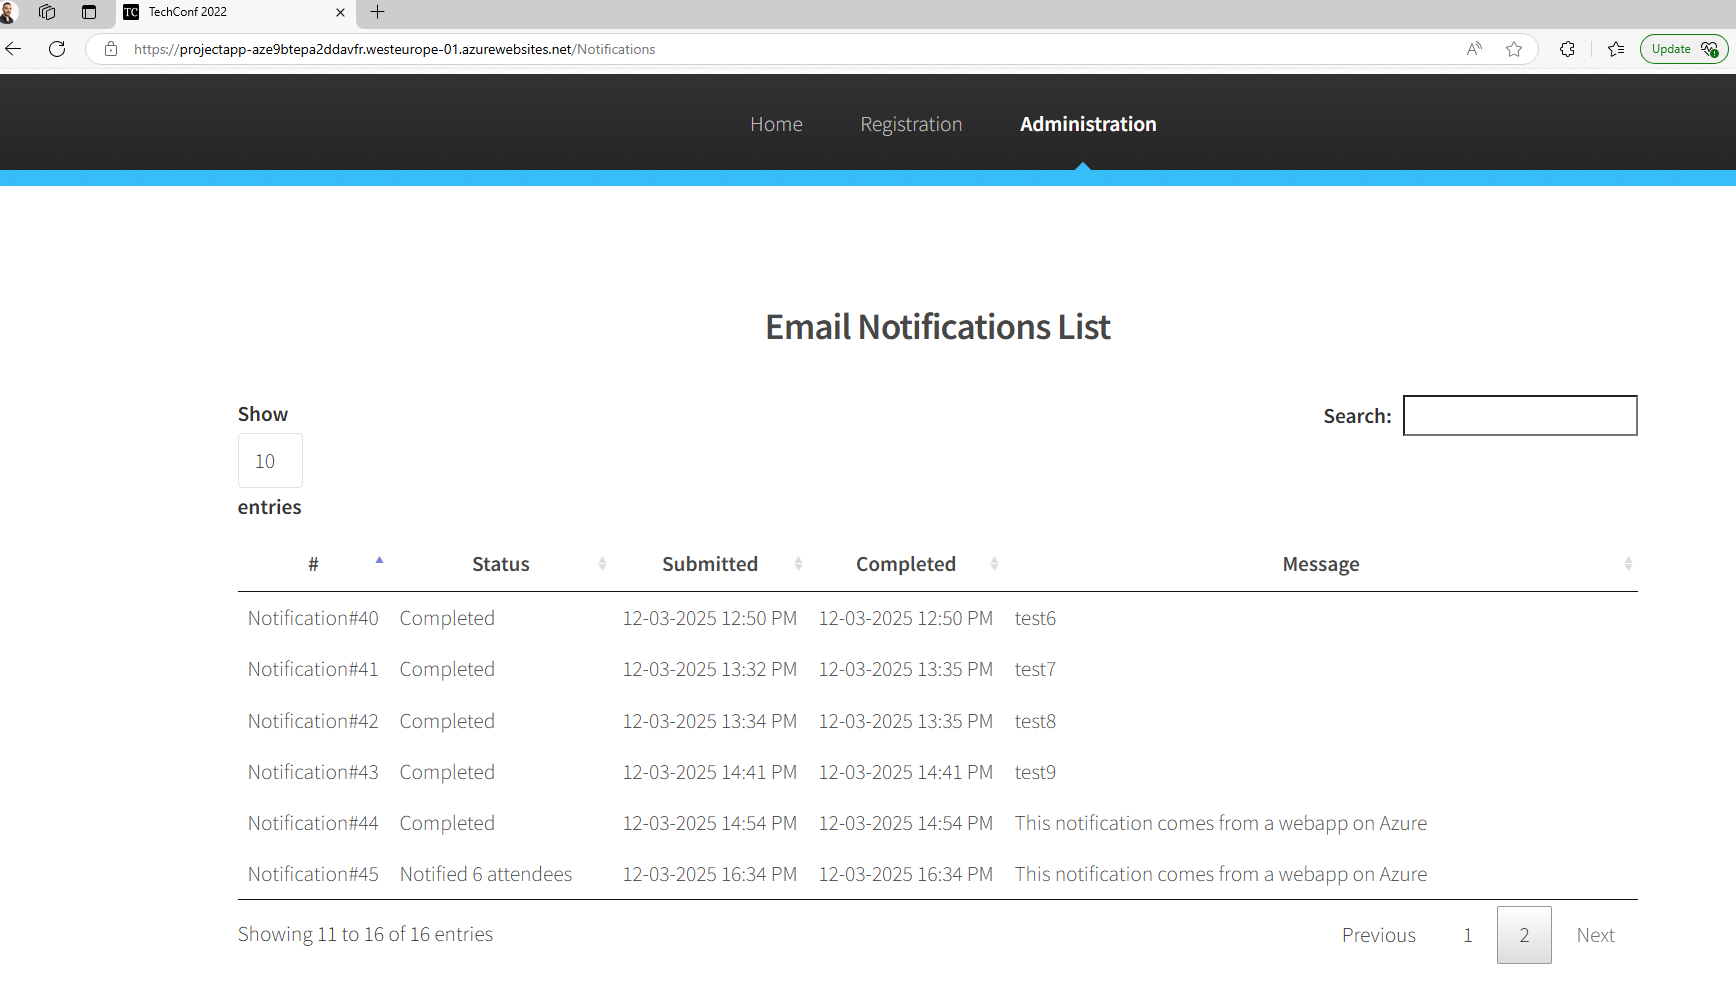 TC TechConf 2022
https://projectapp-aze9btepa2ddavfr.westeurope-01.azurewebsites.net/Notifications
Update
Home Registration Administration
Email Notifications List
Show
10
entries
Search:
# Status Submitted Completed Message
Notification#40 Completed 12-03-2025 12:50 PM 12-03-2025 12:50 PM test6
Notification#41 Completed 12-03-2025 13:32 PM 12-03-2025 13:35 PM test7
Notification#42 Completed 12-03-2025 13:34 PM 12-03-2025 13:35 PM test8
Notification#43 Completed 12-03-2025 14:41 PM 12-03-2025 14:41 PM test9
Notification#44 Completed 12-03-2025 14:54 PM 12-03-2025 14:54 PM This notification comes from a webapp on Azure
Notification#45 Notified 6 attendees 12-03-2025 16:34 PM 12-03-2025 16:34 PM This notification comes from a webapp on Azure
Showing 11 to 16 of 16 entries
Previous 1 2 Next